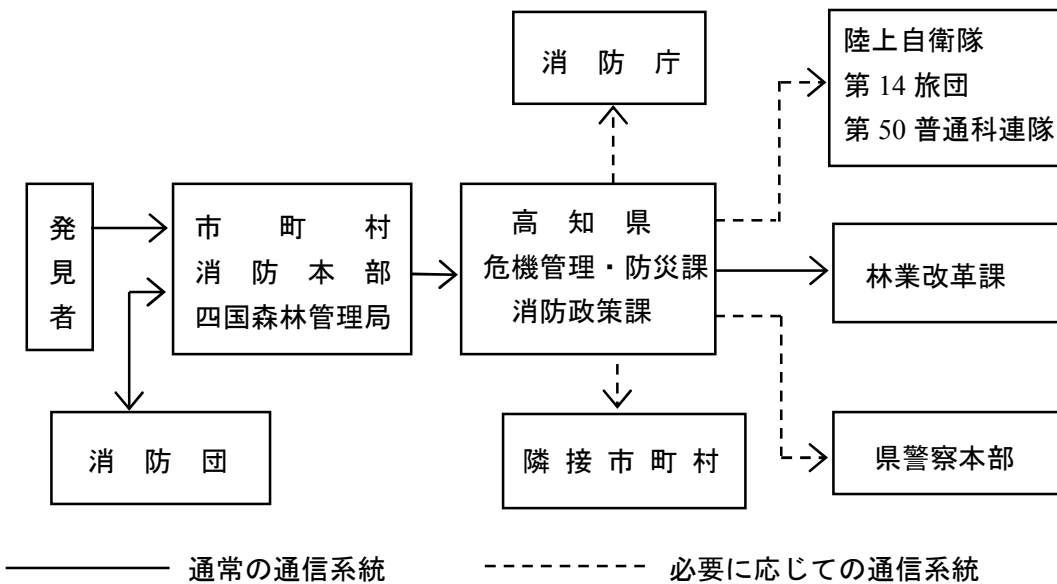 消防庁
陸上自衛隊
第 14 旅団
第 50 普通科連隊
発見者
市町村
消防本部
四国森林管理局
高知県
危機管理・防災課
消防政策課
林業改革課
消防団
隣接市町村
県警察本部
通常の通信系統
必要に応じての通信系統